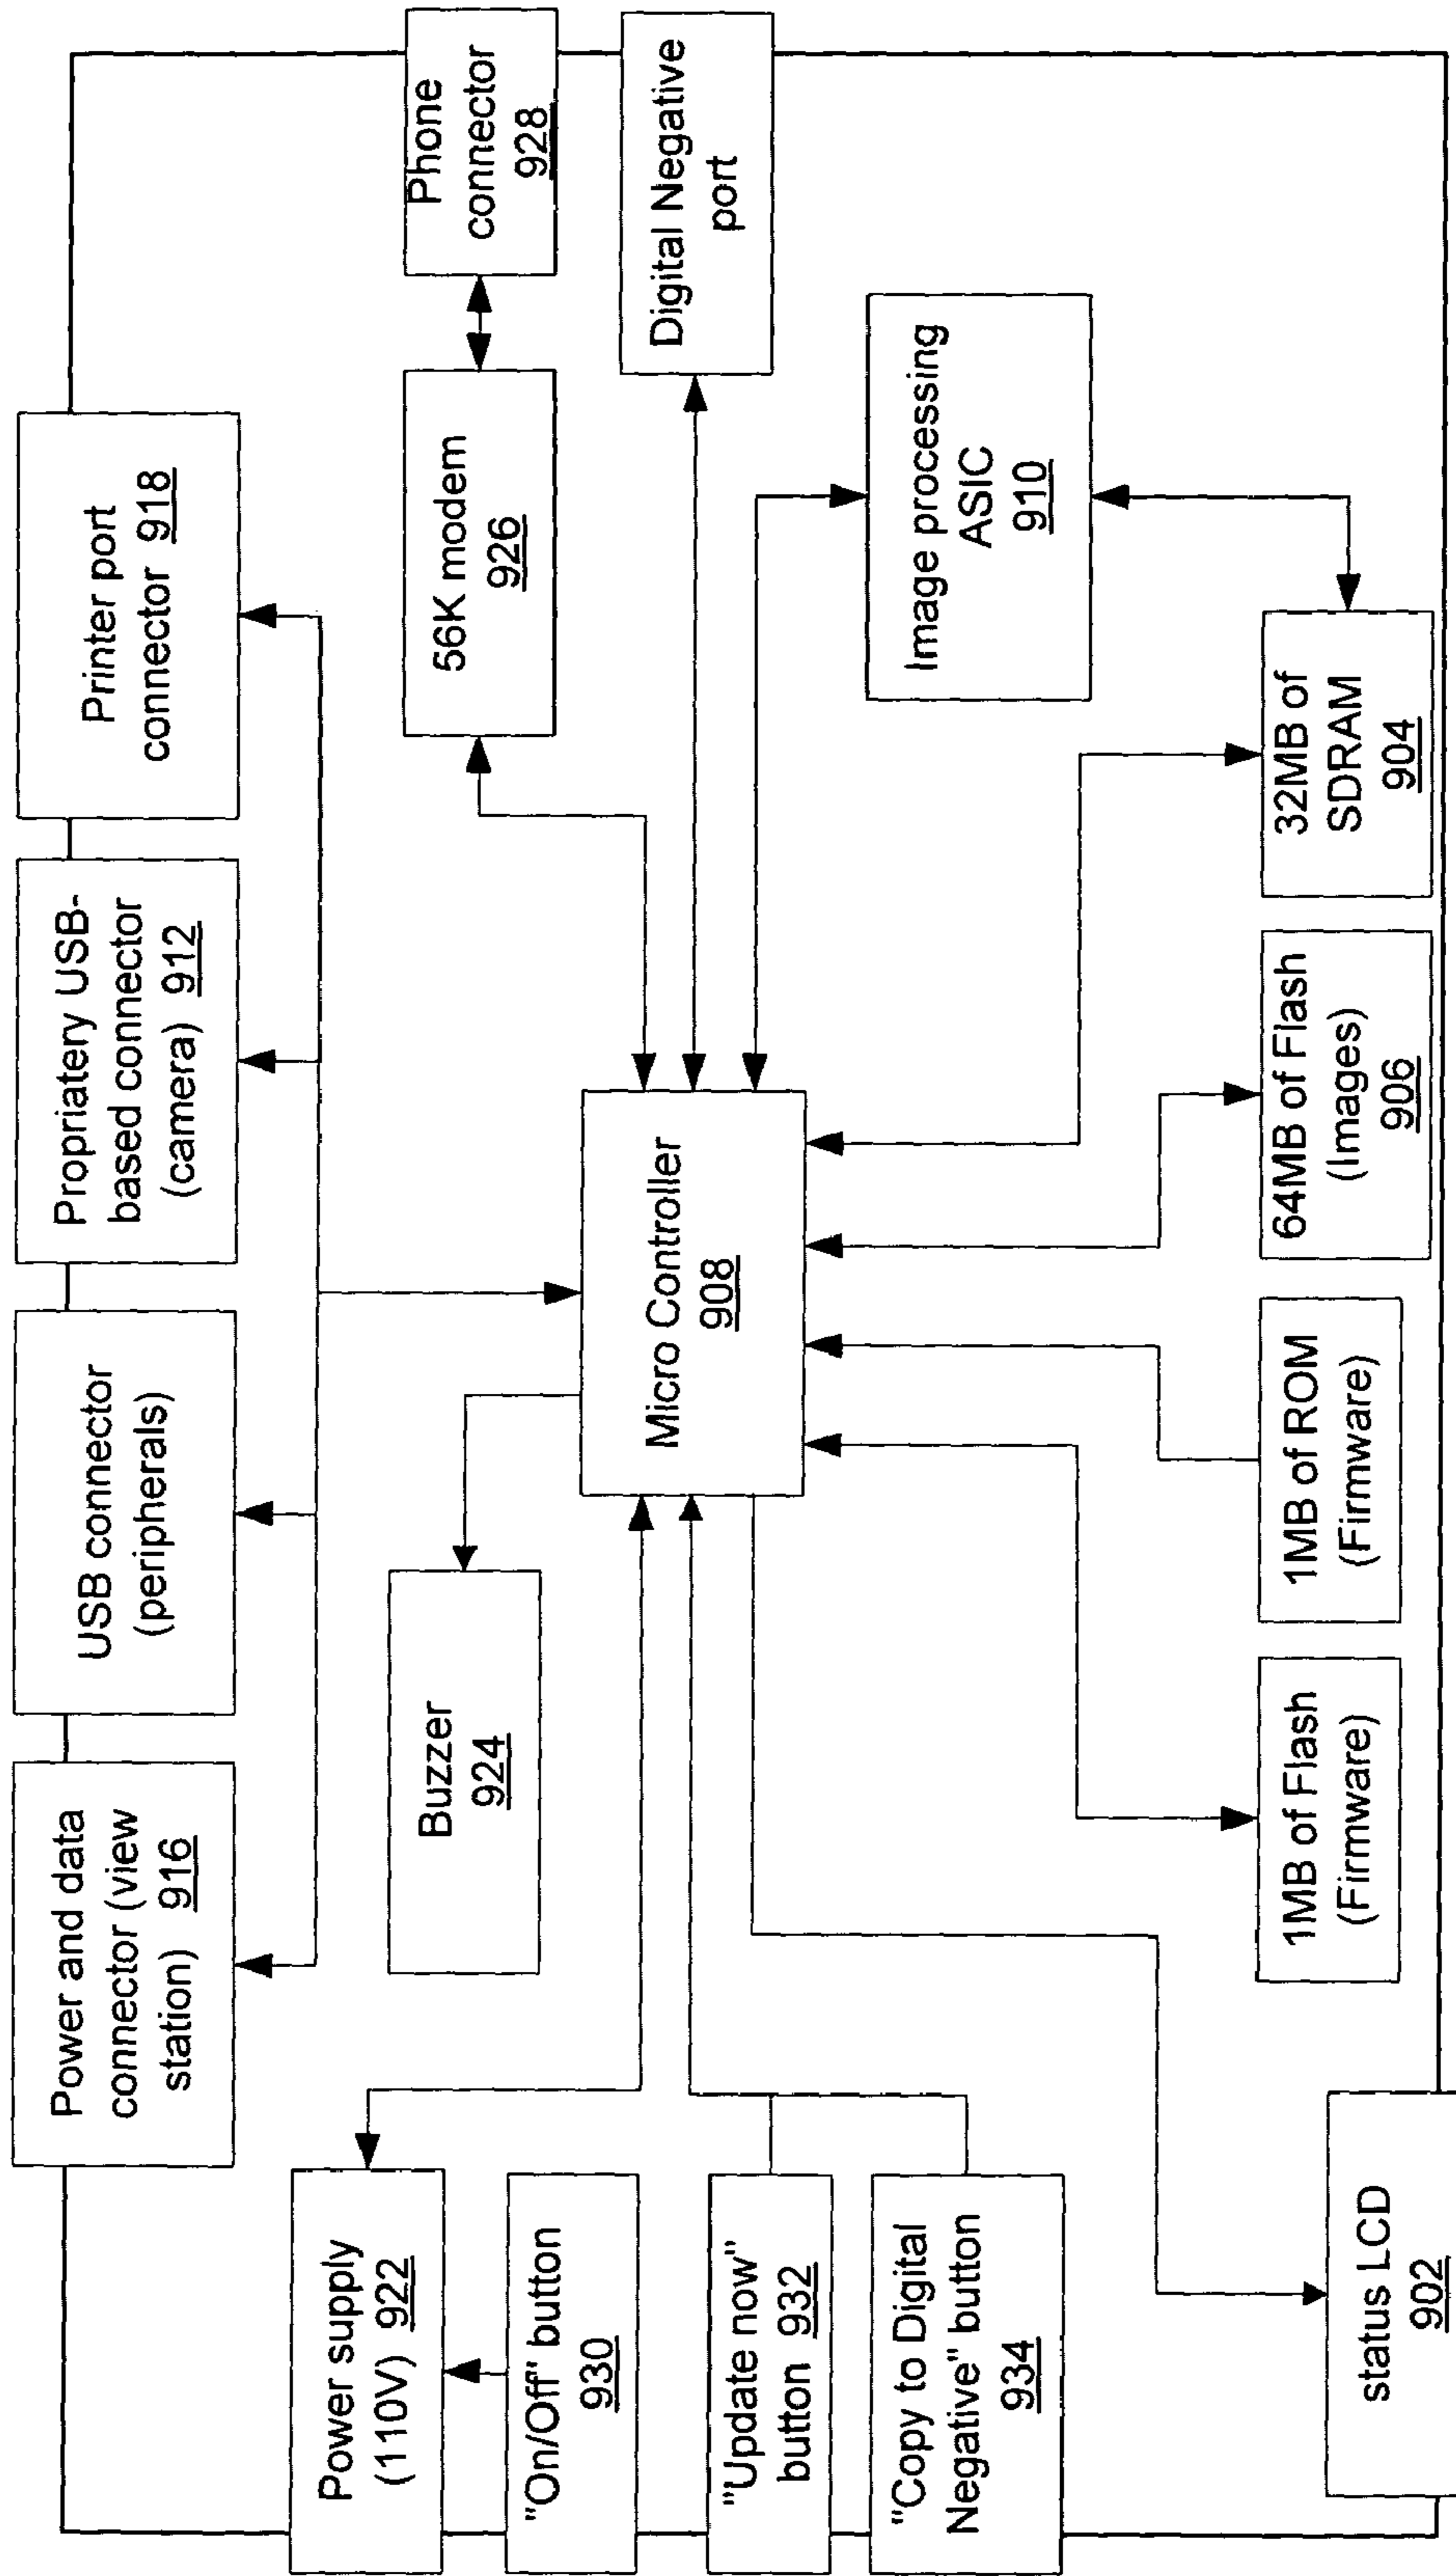 Power and data
connector (view
station) 916
USB connector
(peripherals)
Propriatery USB-
based connector
(camera) 912
Printer port
connector 918
Power supply
(110V) 922
"On/Off" button
930
"Update now"
button 932
"Copy to Digital
Negative" button
934
Buzzer
924
Micro Controller
908
56K modem
926
Phone
connector
928
Digital Negative
port
Image processing
ASIC
910
status LCD
902
1MB of Flash
(Firmware)
1MB of ROM
(Firmware)
64MB of Flash
(Images)
906
32MB of
SDRAM
904